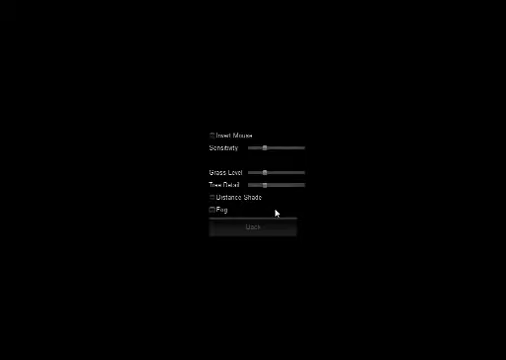 Invert Mouse
Sensitivity
Grass Level
Tree Detail
Distance Shade
Fog
Back